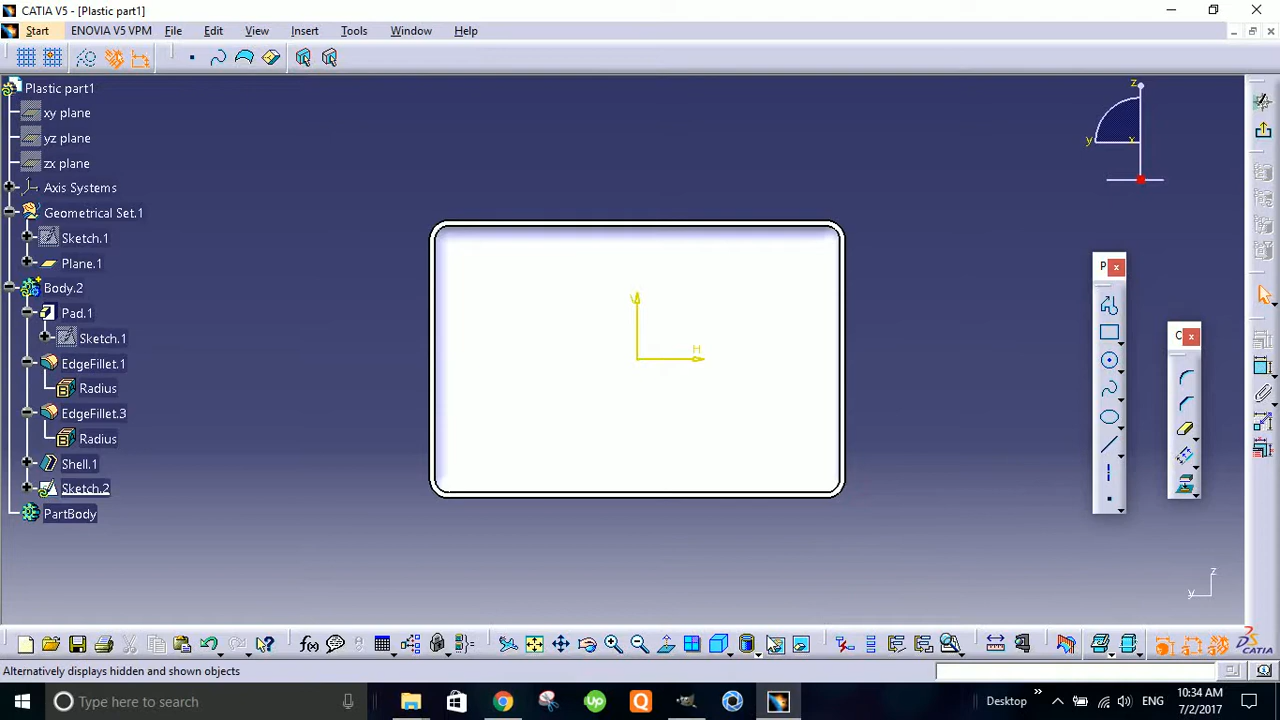 CATIA V5 - [Plastic part1]
Start ENOVIA V5 VPM File Edit View Insert Tools Window Help
Plastic part1
xy plane
yz plane
zx plane
Axis Systems
Geometrical Set.1
Sketch.1
Plane.1
Body.2
Pad.1
Sketch.1
EdgeFillet.1
Radius
EdgeFillet.3
Radius
Shell.1
Sketch.2
PartBody
V
H
z
y x
P
C
z
y
f(x)
CATIA
Alternatively displays hidden and shown objects
Type here to search
Desktop
ENG
10:34 AM
7/2/2017